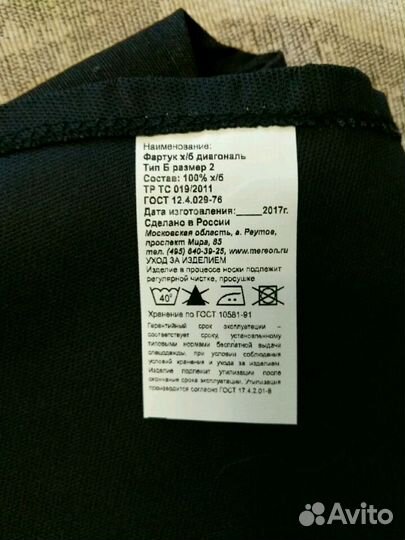 Наименование:
Фартук х/б диагональ
Тип Б размер 2
Состав: 100% х/б
ТР ТС 019/2011
ГОСТ 12.4.029-76
Дата изготовления:_____2017г.
Сделано в России
Московская область, г. Реутов,
проспект Мира, 85
тел. (495) 640-39-25, www.mereon.ru
УХОД ЗА ИЗДЕЛИЕМ
Изделие в процессе носки подлежит
регулярной чистке, просушке
40°
Хранение по ГОСТ 10581-91
Гарантийный срок эксплуатации -
соответствует сроку, установленному
типовыми нормами бесплатной выдачи
спецодежды, при условии соблюдения
условий хранения и ухода за изделием.
Изделие подлежит утилизации после
окончания срока эксплуатации. Утилизация
производится согласно ГОСТ 17.4.2.01-8
Avito